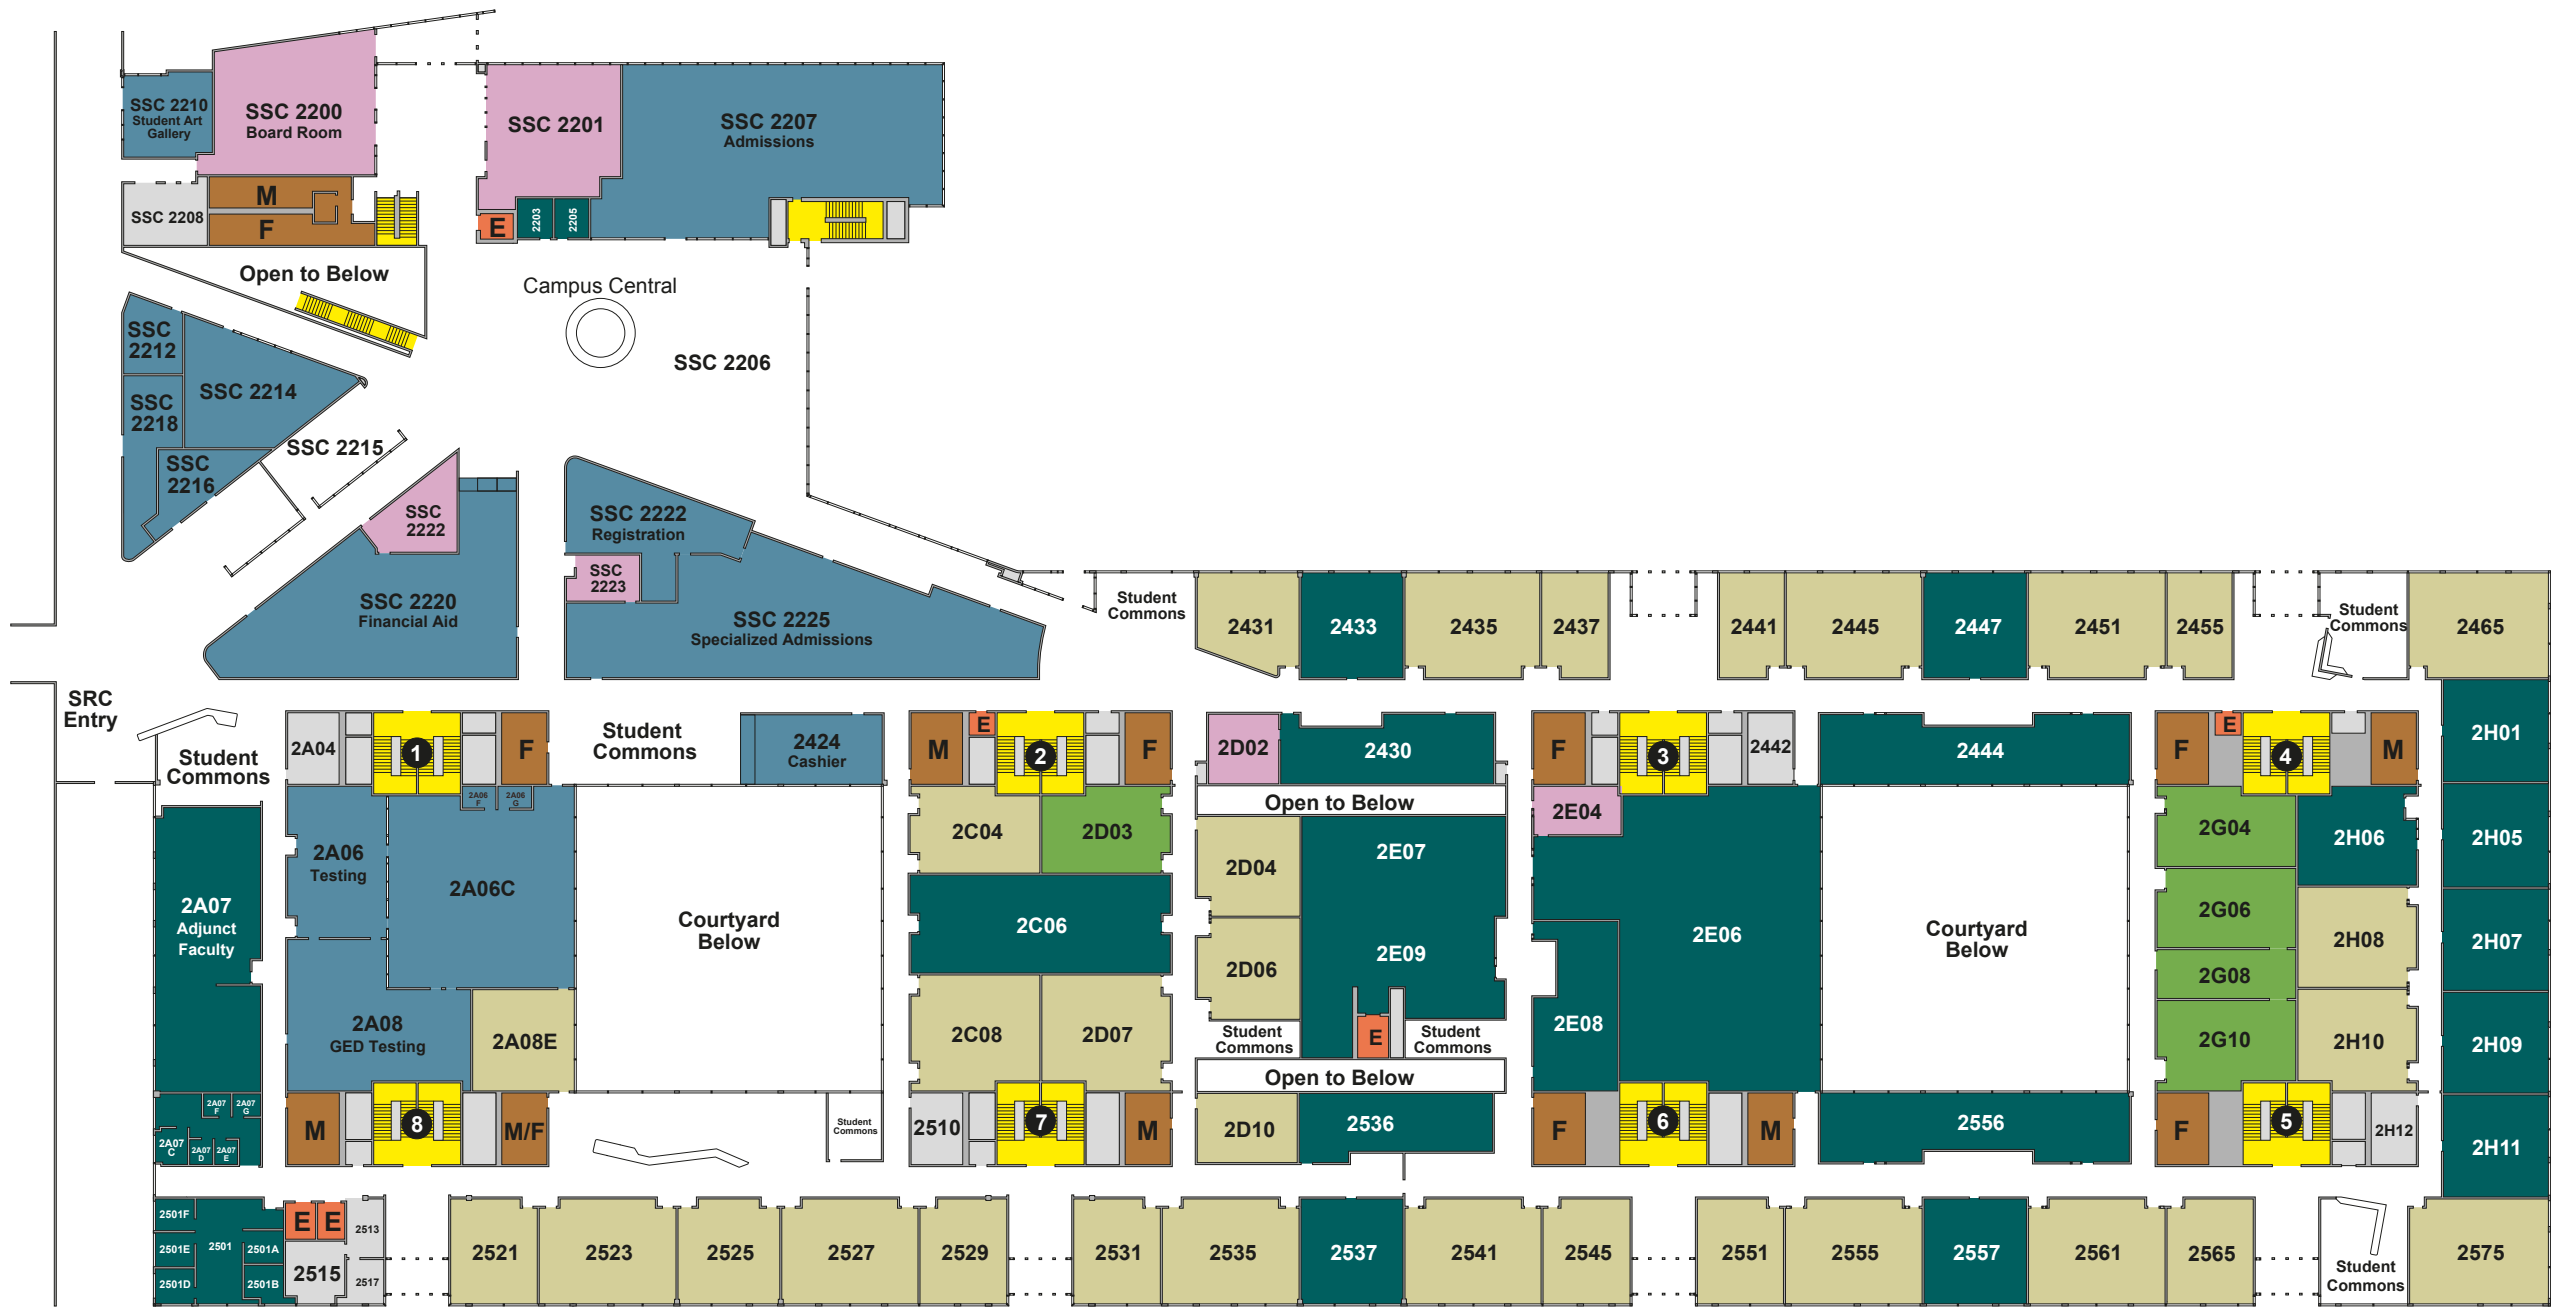 SSC 2210
Student Art
Gallery
SSC 2200
Board Room
SSC 2201
SSC 2207
Admissions
M
F
SSC 2208
E
2203
2205
Open to Below
Campus Central
SSC 2206
SSC
2212
SSC 2214
SSC
2218
SSC 2215
SSC
2216
SSC
2222
SSC 2222
Registration
SSC
2223
SSC 2220
Financial Aid
SSC 2225
Specialized Admissions
Student
Commons
2431
2433
2435
2437
2441
2445
2447
2451
2455
Student
Commons
2465
SRC
Entry
Student
Commons
2A04
1
F
Student
Commons
2424
Cashier
M
E
2
F
2D02
2430
F
3
2442
2444
F
E
4
M
2H01
2A06
F
2A06
G
Open to Below
2E04
2A06
Testing
2A06C
2C04
2D03
2D04
2E07
2G04
2H06
2H05
2A07
Adjunct
Faculty
Courtyard
Below
2C06
2D06
2E09
2E06
Courtyard
Below
2G06
2H08
2H07
2G08
2A08
GED Testing
2A08E
2C08
2D07
Student
Commons
E
Student
Commons
2E08
2G10
2H10
2H09
Open to Below
2A07
F
2A07
G
2A07
C
2A07
D
2A07
E
M
8
M/F
Student
Commons
2510
7
M
2D10
2536
F
6
M
2556
F
5
2H12
2H11
2501F
2501E
2501D
2501
2501A
2501B
E
E
2513
2515
2517
2521
2523
2525
2527
2529
2531
2535
2537
2541
2545
2551
2555
2557
2561
2565
Student
Commons
2575